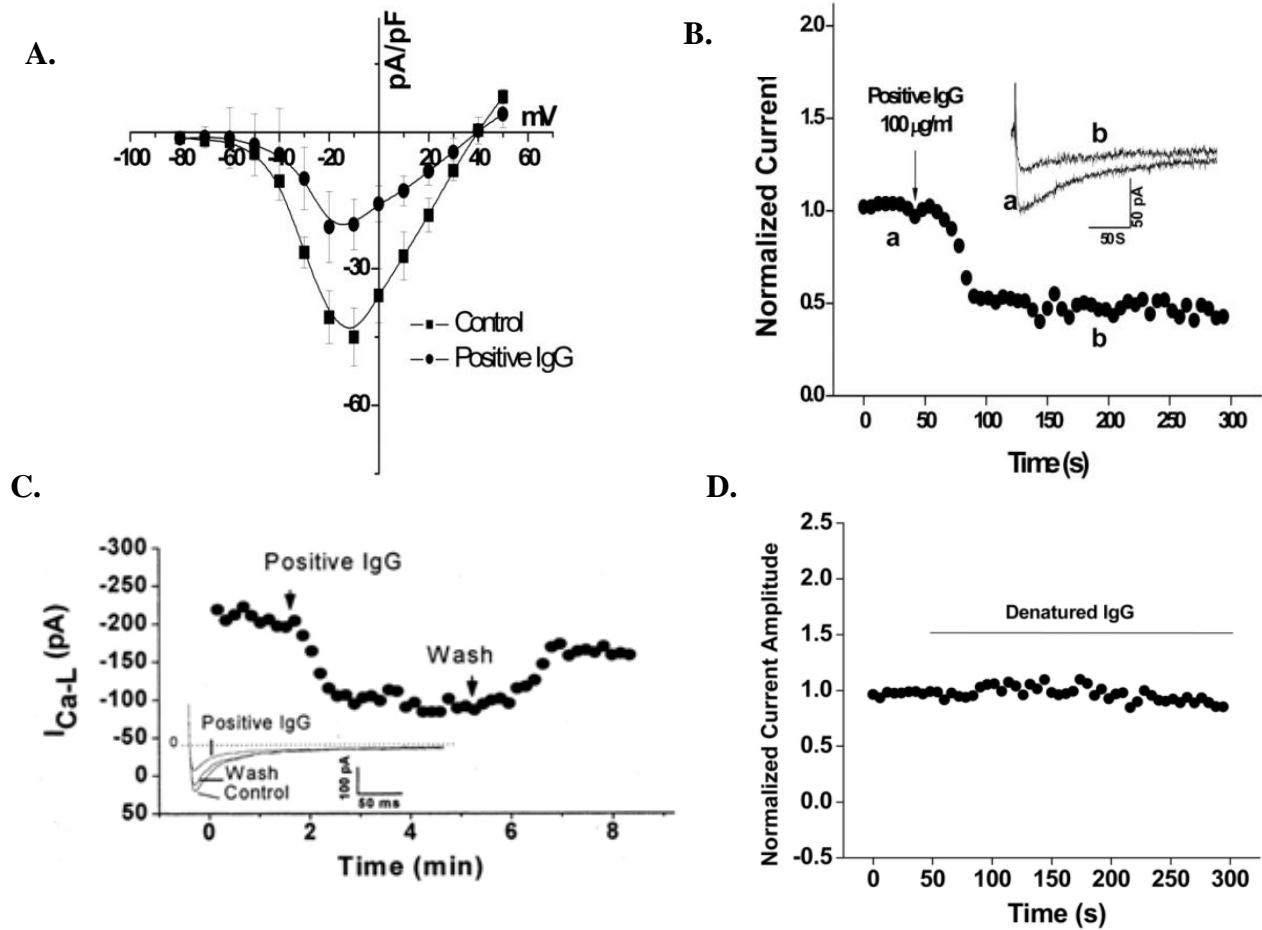 A.
pA/pF
mV
-100 -80 -60 -40 -20 20 40 60
-30
-60
Control
Positive IgG
B.
2.0
1.5
1.0
0.5
0.0
Normalized Current
Positive IgG
100 µg/ml
a
b
a
b
50 pA
50 S
0 50 100 150 200 250 300
Time (s)
C.
-300
-250
-200
-150
-100
-50
0
50
I Ca-L (pA)
Positive IgG
Wash
Positive IgG
0
Wash
Control
100 pA
50 ms
0 2 4 6 8
Time (min)
D.
2.5
2.0
1.5
1.0
0.5
0.0
-0.5
Normalized Current Amplitude
Denatured IgG
0 50 100 150 200 250 300
Time (s)